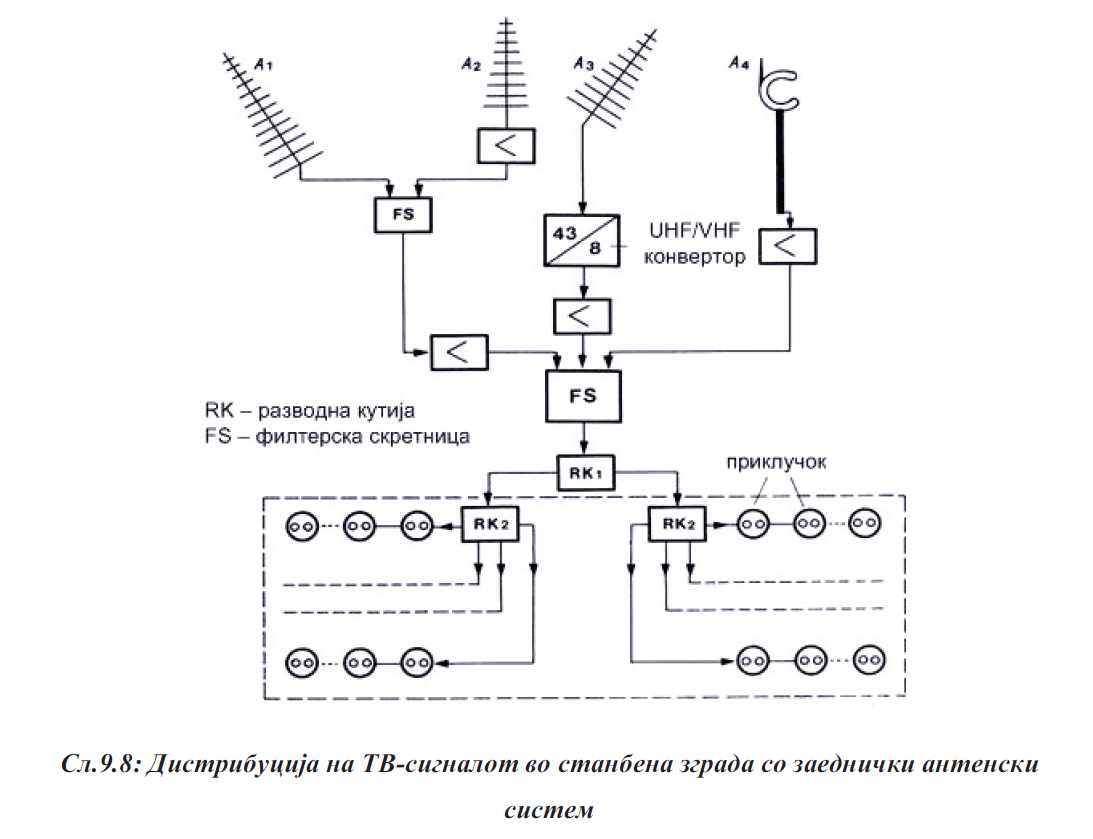 A1
A2
A3
A4
<
FS
43
8
UHF/VHF
конвертор
<
<
<
FS
RK – разводна кутија
FS – филтерска скретница
RK1
приклучок
RK2
RK2
Сл.9.8: Дистрибуција на ТВ-сигналот во станбена зграда со заеднички антенски
систем